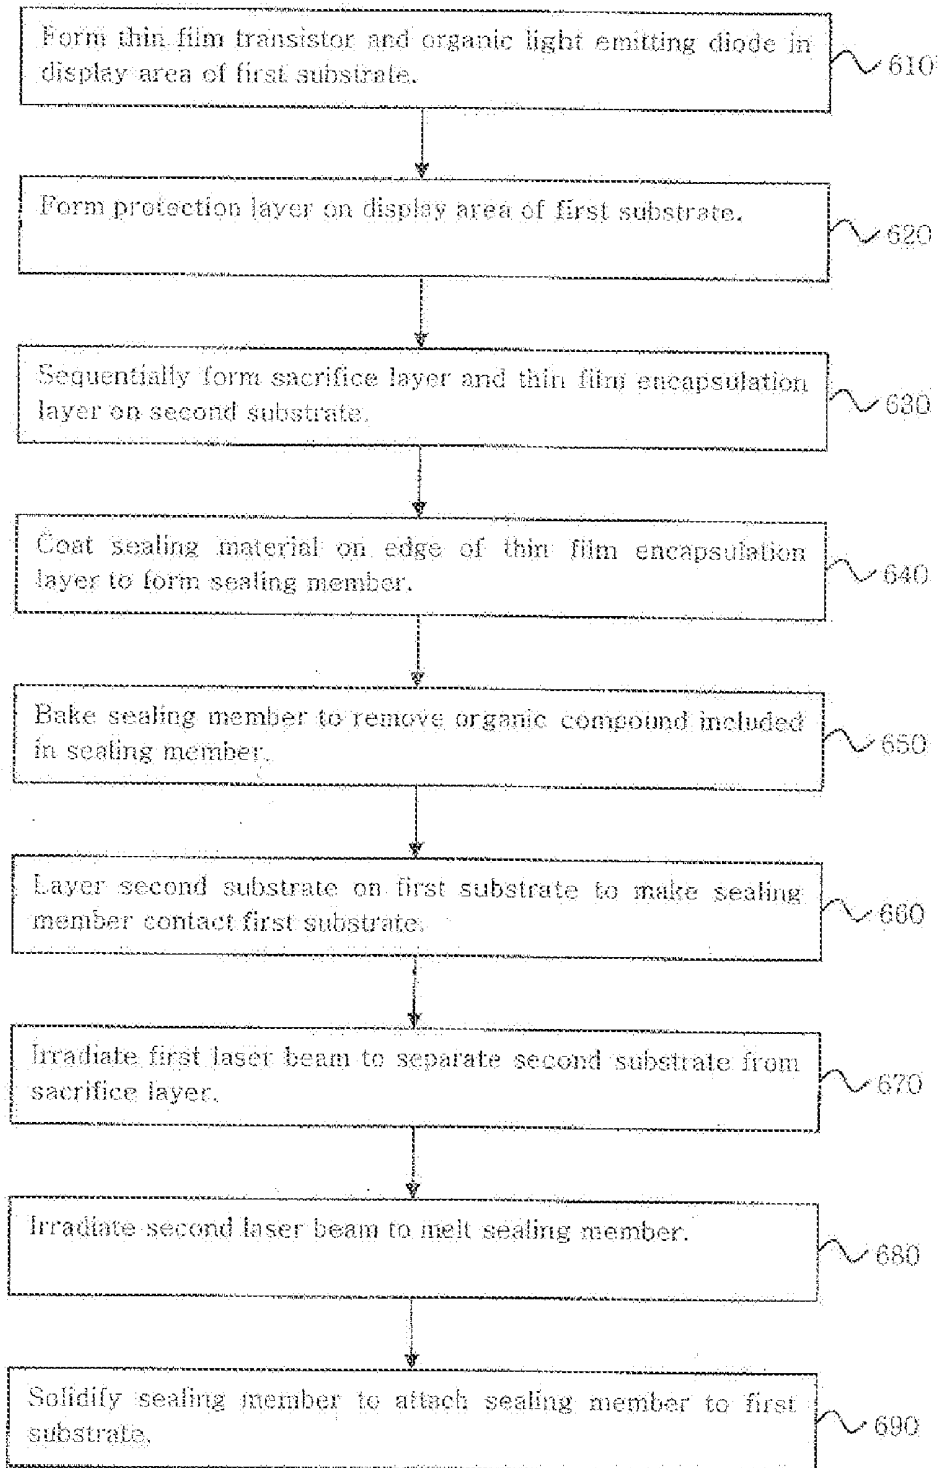 Form thin film transistor and organic light emitting diode in
display area of first substrate.
610
Form protection layer on display area of first substrate.
620
Sequentially form sacrifice layer and thin film encapsulation
layer on second substrate.
630
Coat sealing material on edge of thin film encapsulation
layer to form sealing member.
640
Bake sealing member to remove organic compound included
in sealing member.
650
Layer second substrate on first substrate to make sealing
member contact first substrate.
660
Irradiate first laser beam to separate second substrate from
sacrifice layer.
670
Irradiate second laser beam to melt sealing member.
680
Solidify sealing member to attach sealing member to first
substrate.
690